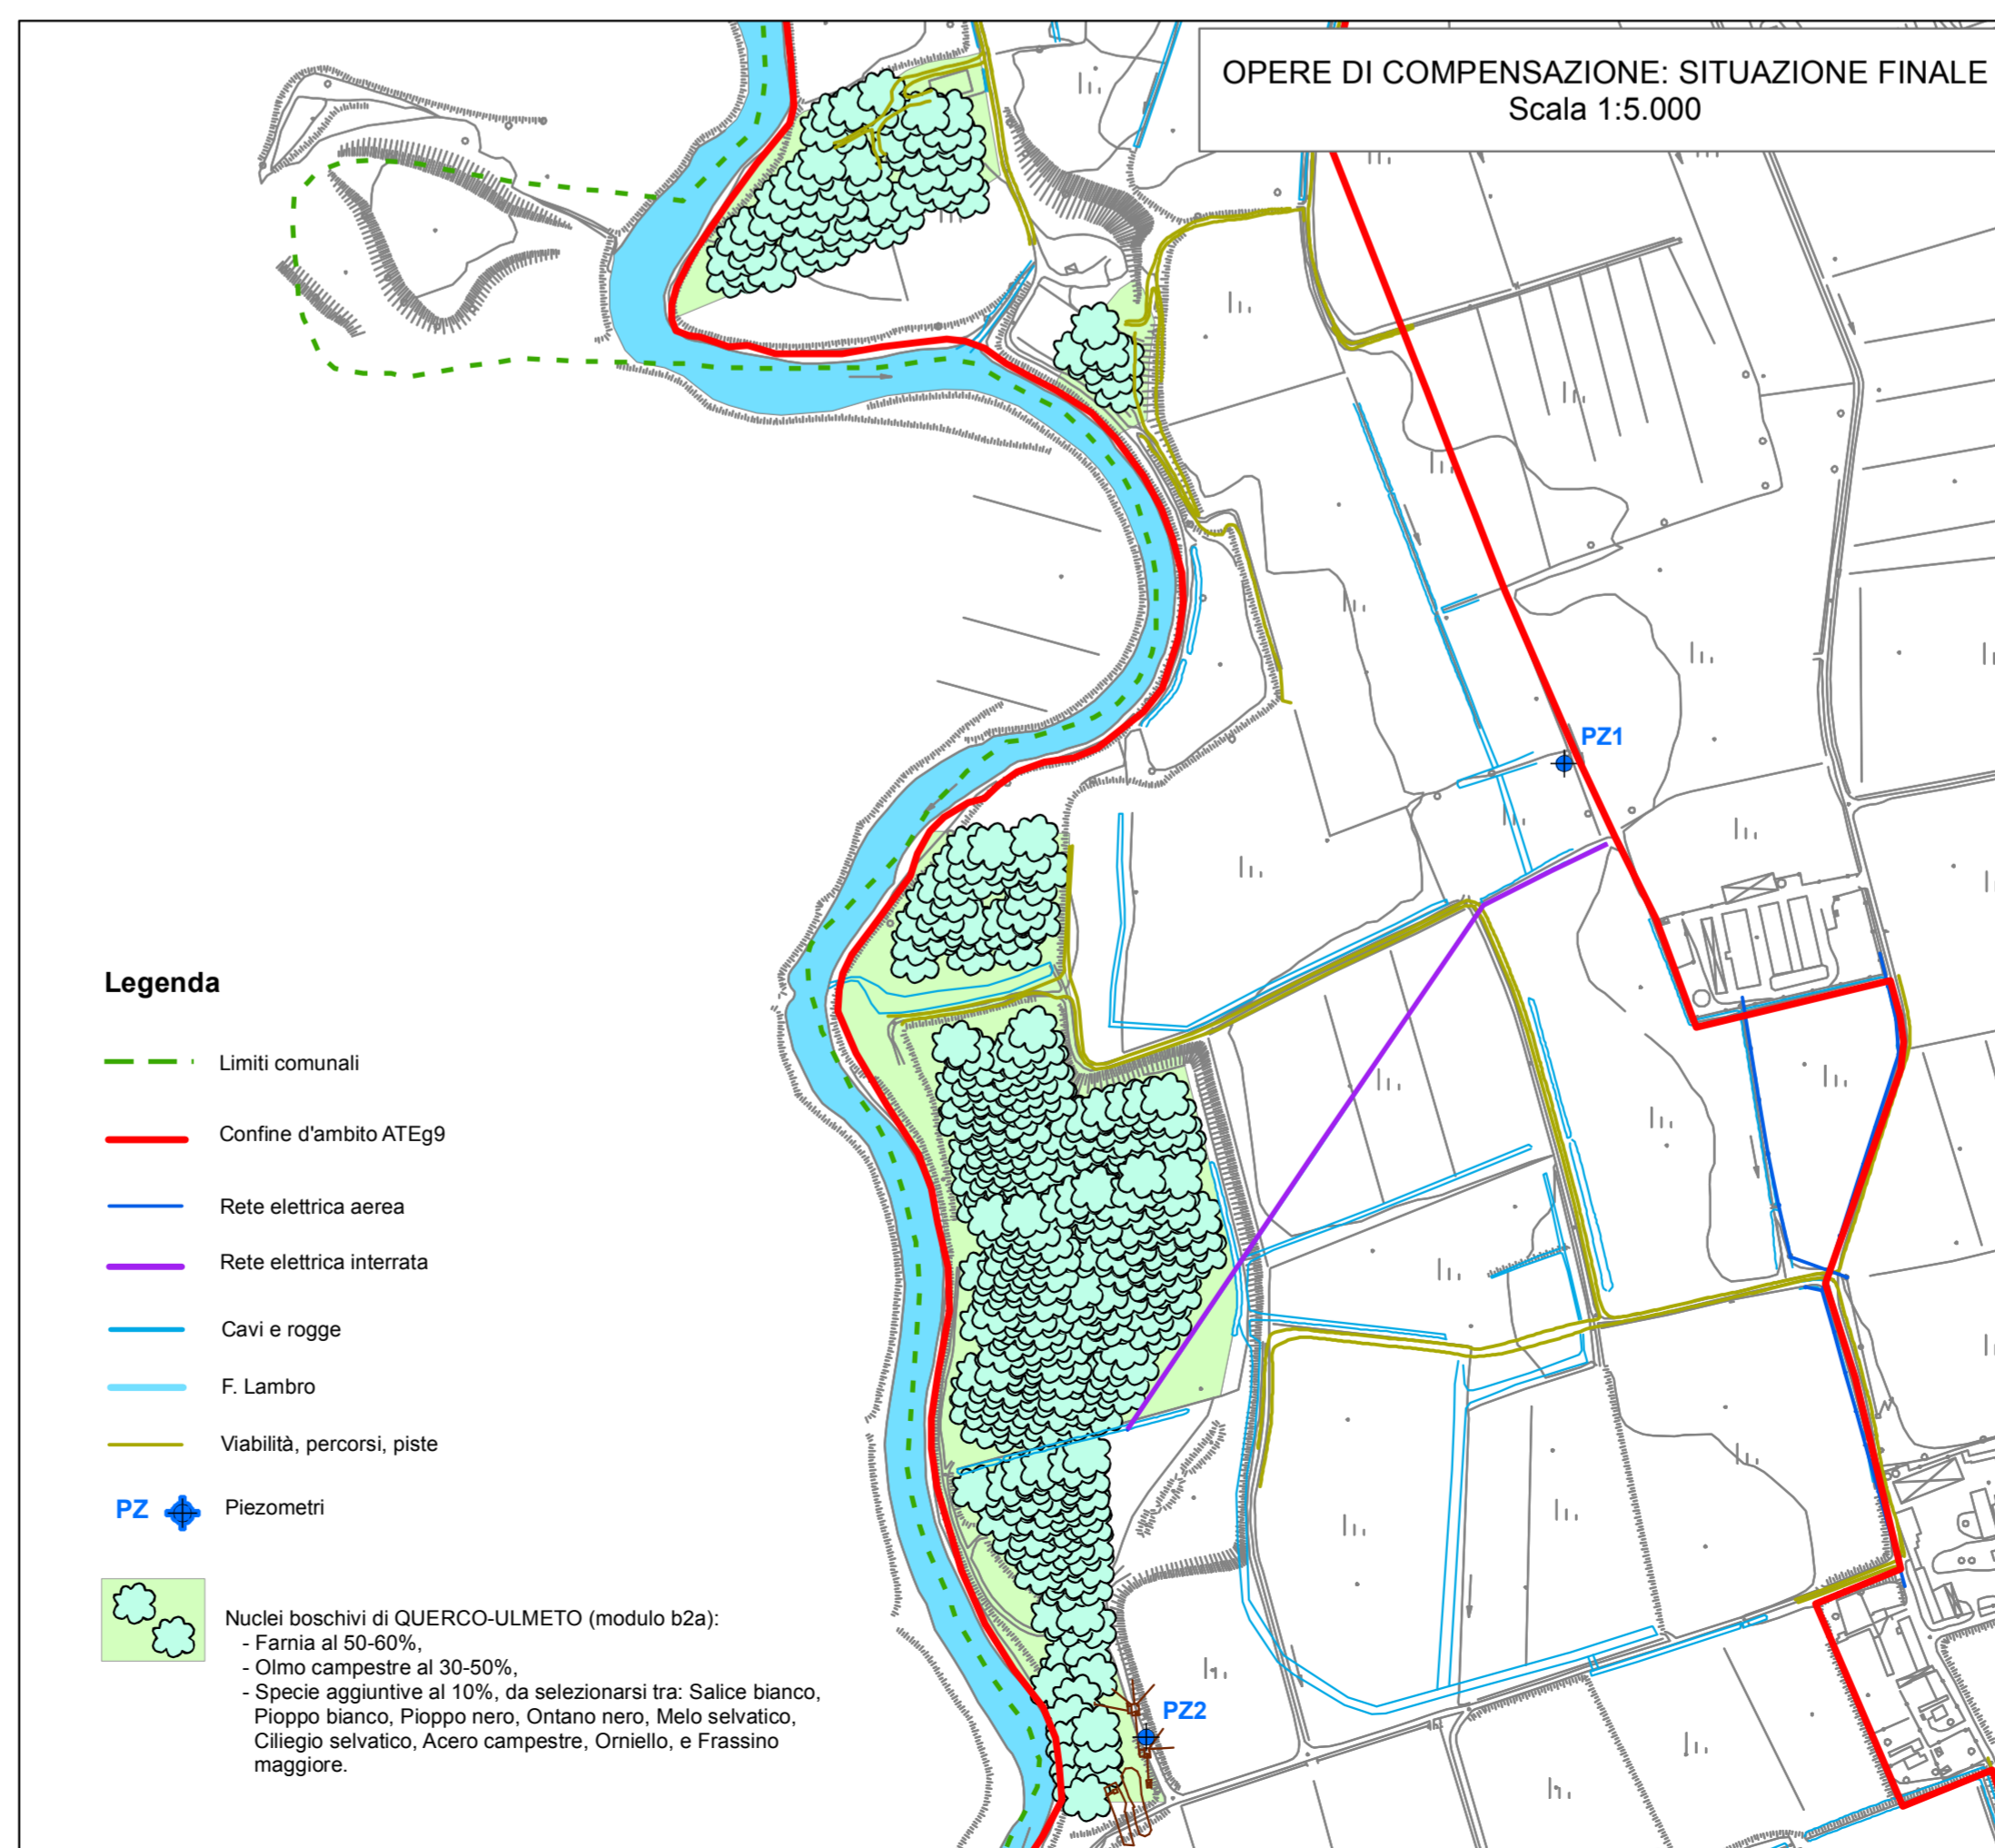 OPERE DI COMPENSAZIONE: SITUAZIONE FINALE
Scala 1:5.000
PZ1
Legenda
Limiti comunali
Confine d'ambito ATEg9
Rete elettrica aerea
Rete elettrica interrata
Cavi e rogge
F. Lambro
Viabilità, percorsi, piste
PZ Piezometri
Nuclei boschivi di QUERCO-ULMETO (modulo b2a):
- Farnia al 50-60%,
- Olmo campestre al 30-50%,
- Specie aggiuntive al 10%, da selezionarsi tra: Salice bianco,
Pioppo bianco, Pioppo nero, Ontano nero, Melo selvatico,
Ciliegio selvatico, Acero campestre, Orniello, e Frassino
maggiore.
PZ2